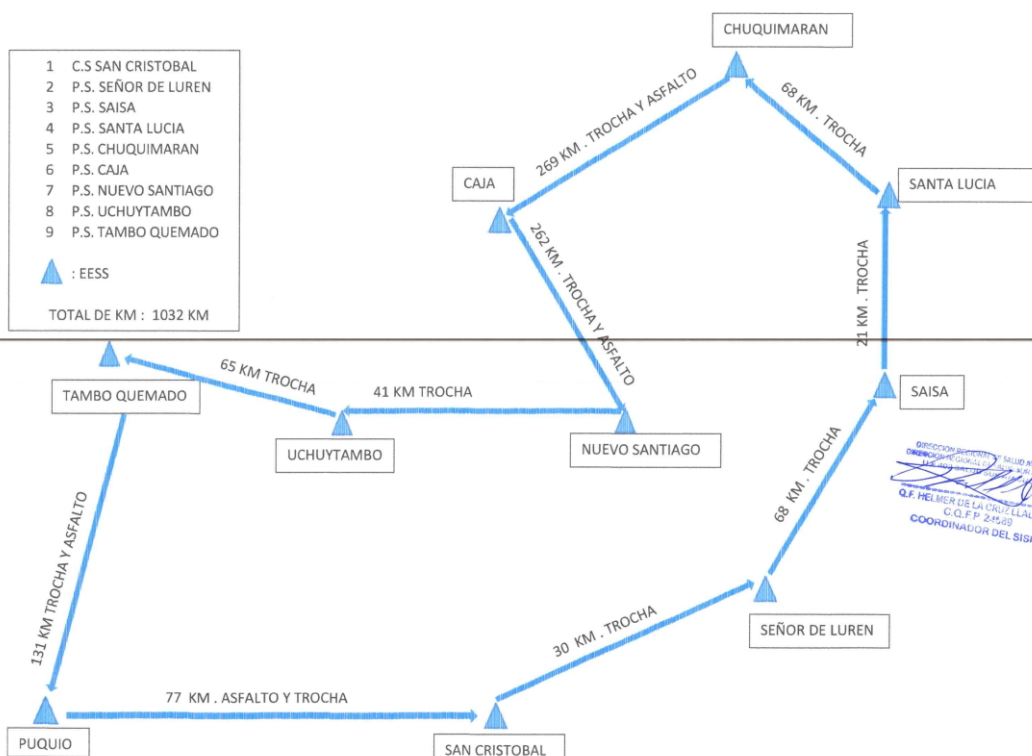 CHUQUIMARAN
1 C.S SAN CRISTOBAL
2 P.S. SEÑOR DE LUREN
3 P.S. SAISA
4 P.S. SANTA LUCIA
5 P.S. CHUQUIMARAN
6 P.S. CAJA
7 P.S. NUEVO SANTIAGO
8 P.S. UCHUYTAMBO
9 P.S. TAMBO QUEMADO
: EESS
TOTAL DE KM : 1032 KM
269 KM . TROCHA Y ASFALTO
68 KM. TROCHA
CAJA
SANTA LUCIA
262 KM . TROCHA Y ASFALTO
21 KM . TROCHA
65 KM TROCHA
TAMBO QUEMADO
41 KM TROCHA
UCHUYTAMBO
NUEVO SANTIAGO
SAISA
68 KM . TROCHA
DIRECCIÓN REGIONAL DE SALUD
Q.F. HELMER DE LA CRUZ
C.Q.F.P
COORDINADOR DEL
131 KM TROCHA Y ASFALTO
30 KM . TROCHA
SEÑOR DE LUREN
77 KM . ASFALTO Y TROCHA
PUQUIO
SAN CRISTOBAL